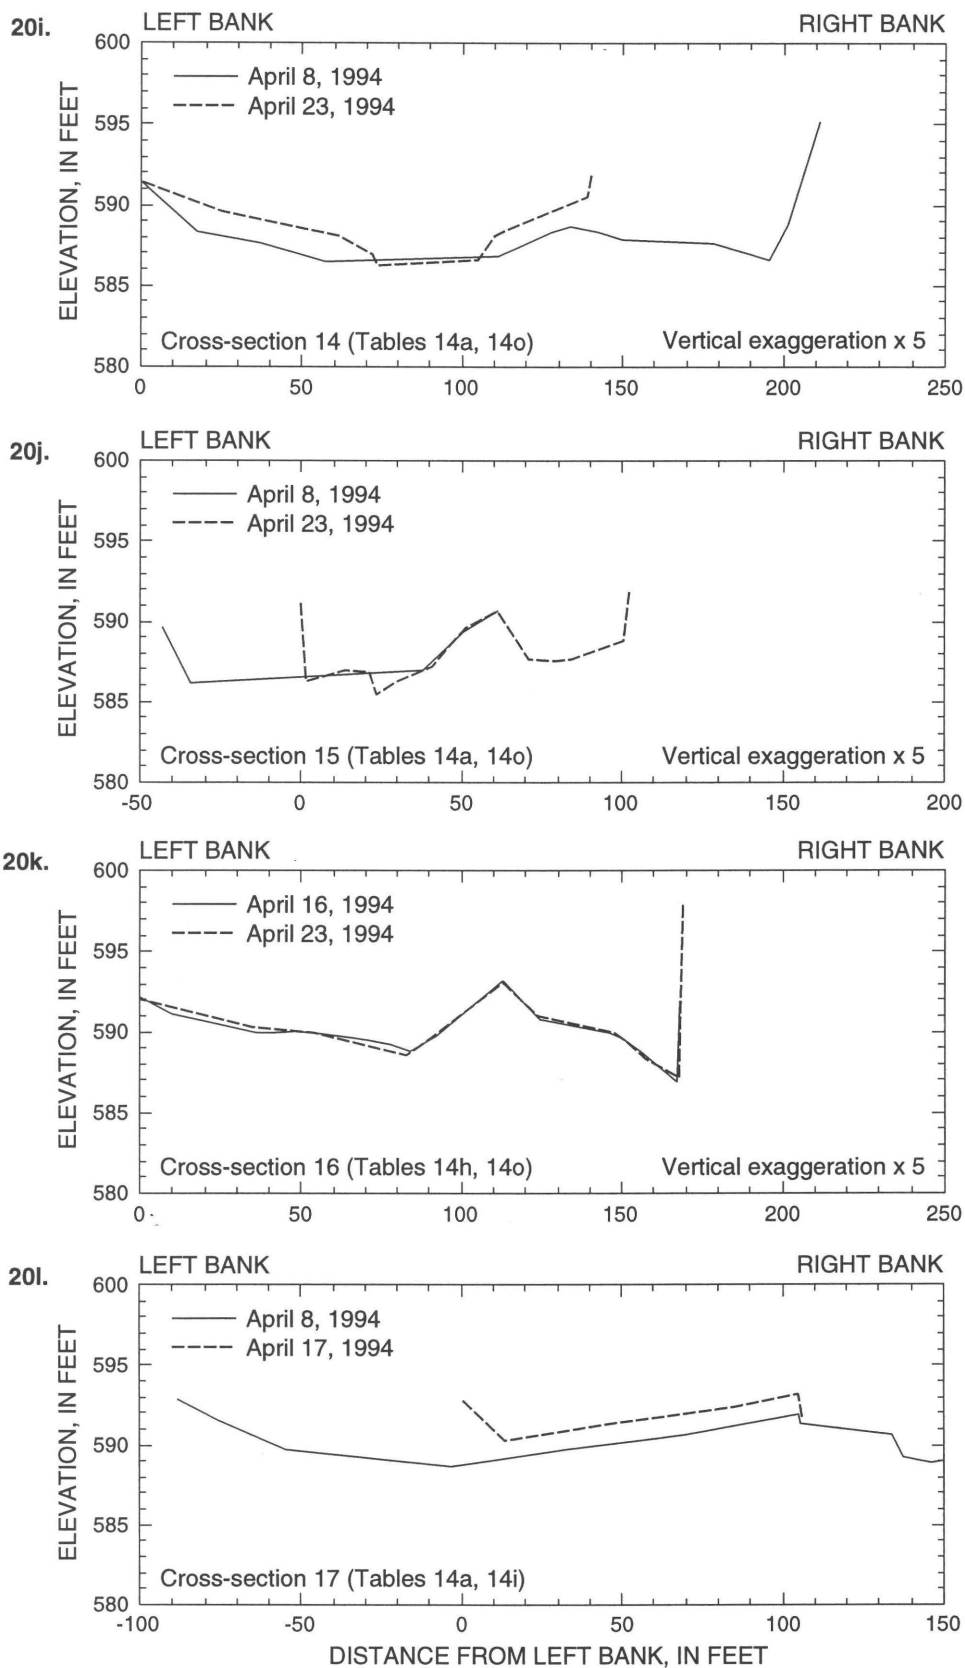 20i.
LEFT BANK RIGHT BANK
600
595
590
585
580
ELEVATION, IN FEET
April 8, 1994
April 23, 1994
Cross-section 14 (Tables 14a, 14o) Vertical exaggeration x 5
0 50 100 150 200 250
20j.
LEFT BANK RIGHT BANK
600
595
590
585
580
ELEVATION, IN FEET
April 8, 1994
April 23, 1994
Cross-section 15 (Tables 14a, 14o) Vertical exaggeration x 5
-50 0 50 100 150 200
20k.
LEFT BANK RIGHT BANK
600
595
590
585
580
ELEVATION, IN FEET
April 16, 1994
April 23, 1994
Cross-section 16 (Tables 14h, 14o) Vertical exaggeration x 5
0 50 100 150 200 250
20l.
LEFT BANK RIGHT BANK
600
595
590
585
580
ELEVATION, IN FEET
April 8, 1994
April 17, 1994
Cross-section 17 (Tables 14a, 14i)
-100 -50 0 50 100 150
DISTANCE FROM LEFT BANK, IN FEET